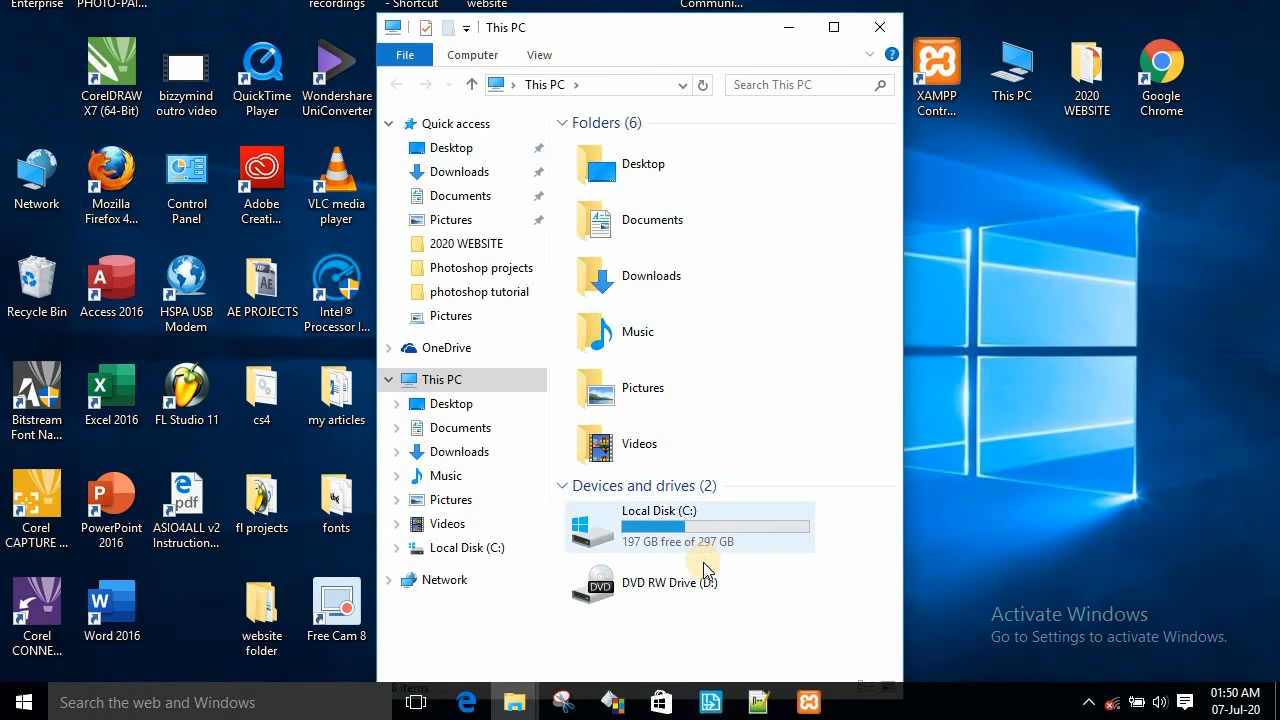 Enterprise
PHOTO-PAI...
recordings
- Shortcut
website
Communi...
CorelDRAW
X7 (64-Bit)
bizzymind
outro video
QuickTime
Player
Wondershare
UniConverter
Network
Mozilla
Firefox 4...
Control
Panel
Adobe
Creati...
VLC media
player
Recycle Bin
Access 2016
HSPA USB
Modem
AE PROJECTS
Intel®
Processor I...
Bitstream
Font Na...
Excel 2016
FL Studio 11
cs4
my articles
Corel
CAPTURE ...
PowerPoint
2016
ASIO4ALL v2
Instruction...
fl projects
fonts
Corel
CONNE...
Word 2016
website
folder
Free Cam 8
This PC
File
Computer
View
This PC
Search This PC
Quick access
Desktop
Downloads
Documents
Pictures
2020 WEBSITE
Photoshop projects
photoshop tutorial
Pictures
OneDrive
This PC
Desktop
Documents
Downloads
Music
Pictures
Videos
Local Disk (C:)
Network
Folders (6)
Desktop
Documents
Downloads
Music
Pictures
Videos
Devices and drives (2)
Local Disk (C:)
197 GB free of 297 GB
DVD
DVD RW Drive (D:)
8 items
XAMPP
Contr...
This PC
2020
WEBSITE
Google
Chrome
Activate Windows
Go to Settings to activate Windows.
Search the web and Windows
01:50 AM
07-Jul-20